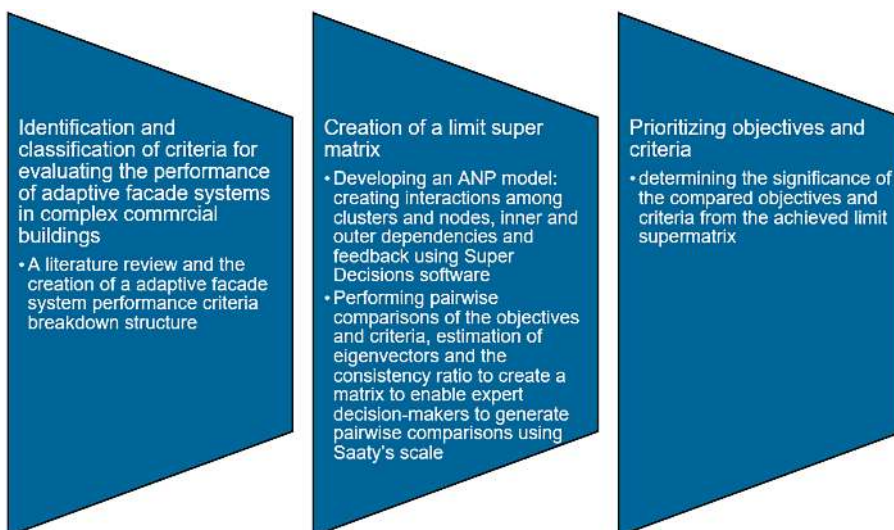 Identification and
classification of criteria for
evaluating the performance
of adaptive facade systems
in complex commrcial
buildings
• A literature review and the
creation of a adaptive facade
system performance criteria
breakdown structure
Creation of a limit super
matrix
• Developing an ANP model:
creating interactions among
clusters and nodes, inner and
outer dependencies and
feedback using Super
Decisions software
• Performing pairwise
comparisons of the objectives
and criteria, estimation of
eigenvectors and the
consistency ratio to create a
matrix to enable expert
decision-makers to generate
pairwise comparisons using
Saaty's scale
Prioritizing objectives and
criteria
• determining the significance of
the compared objectives and
criteria from the achieved limit
supermatrix